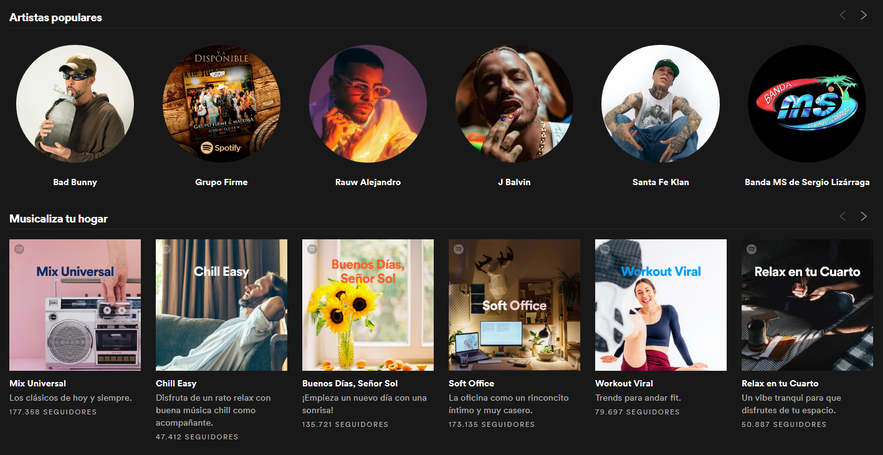 Artistas populares
YA
DISPONIBLE
GRUPO FIRME & MALUMA
Spotify
BANDA
MS
Bad Bunny
Grupo Firme
Rauw Alejandro
J Balvin
Santa Fe Klan
Banda MS de Sergio Lizárraga
Musicaliza tu hogar
Mix Universal
Chill Easy
Buenos Días,
Señor Sol
Soft Office
Workout Viral
Relax en tu Cuarto
Mix Universal
Los clásicos de hoy y siempre.
177.358 SEGUIDORES
Chill Easy
Disfruta de un rato relax con
buena música chill como
acompañante.
47.412 SEGUIDORES
Buenos Días, Señor Sol
¡Empieza un nuevo día con una
sonrisa!
135.721 SEGUIDORES
Soft Office
La oficina como un rinconcito
íntimo y muy casero.
173.135 SEGUIDORES
Workout Viral
Trends para andar fit.
79.697 SEGUIDORES
Relax en tu Cuarto
Un vibe tranqui para que
disfrutes de tu espacio.
50.887 SEGUIDORES